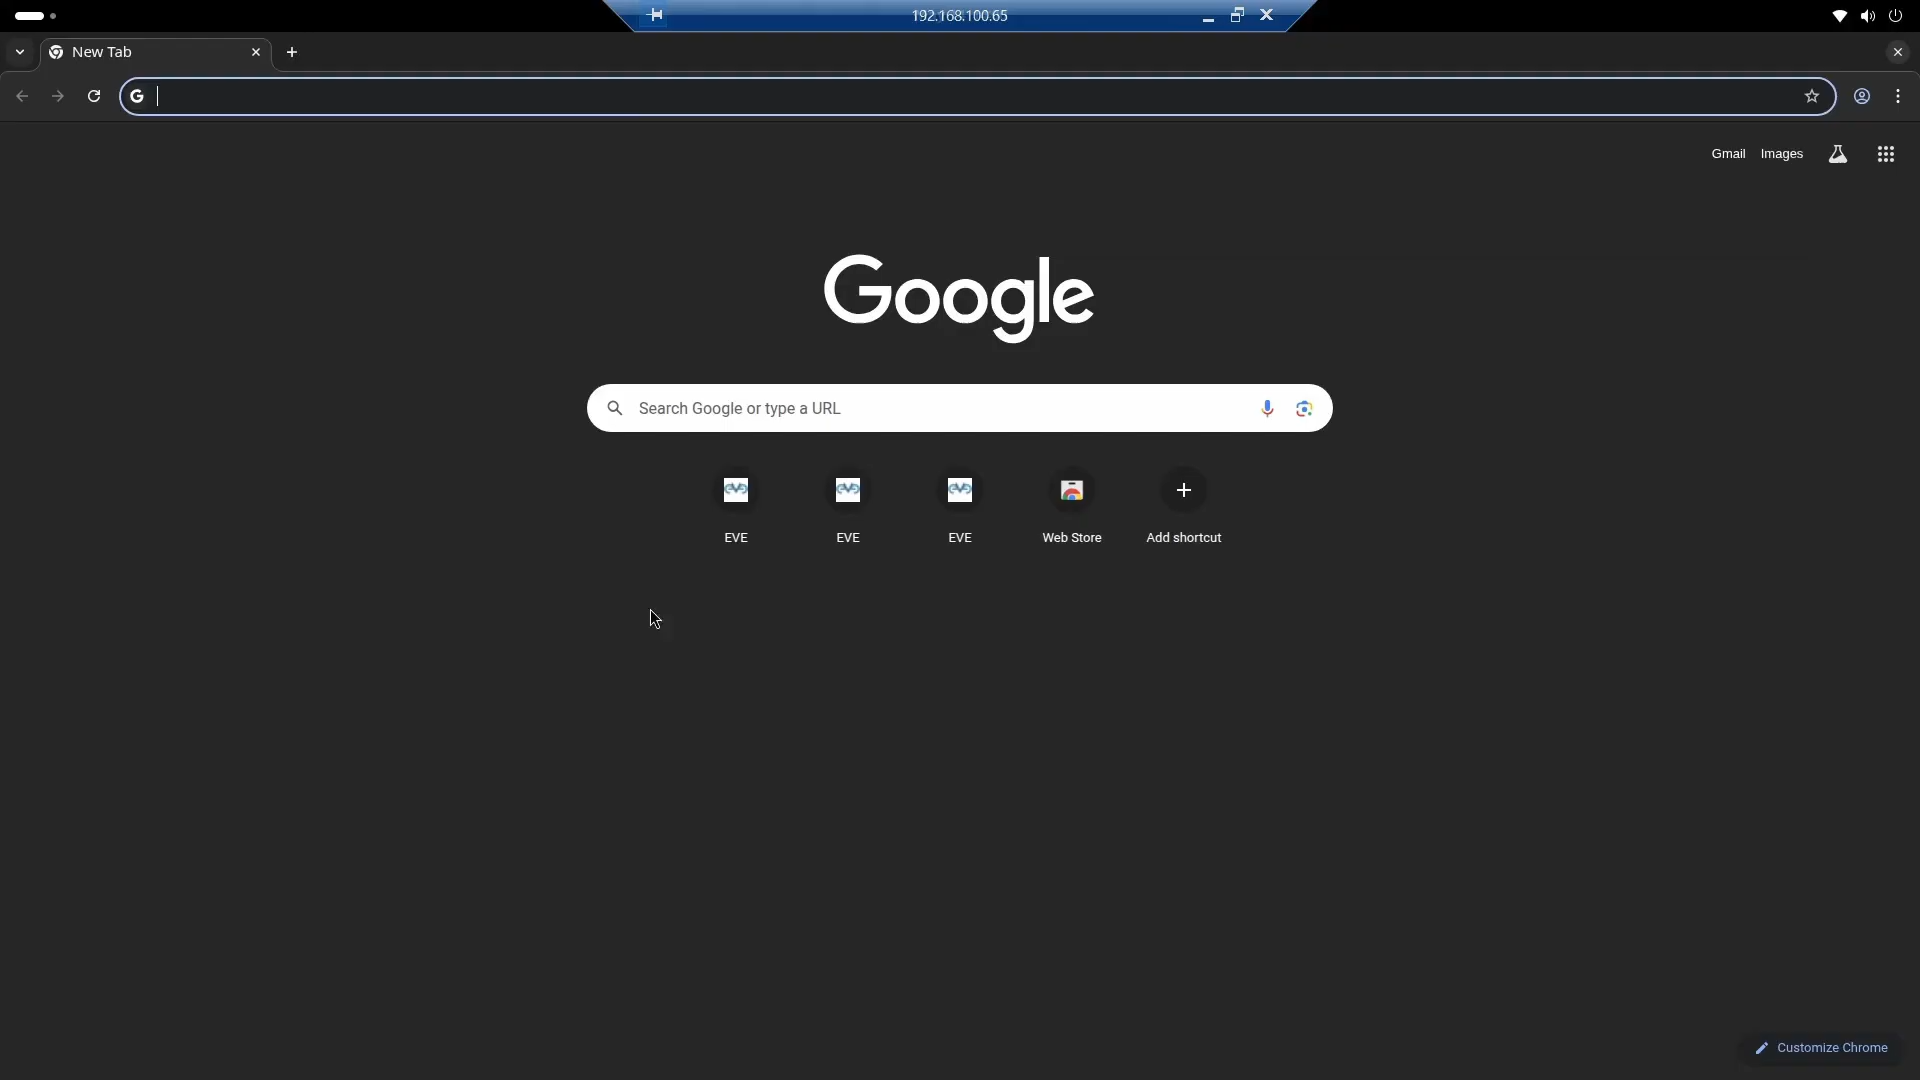 192.168.100.65
New Tab
Gmail Images
Google
Search Google or type a URL
EVE EVE EVE Web Store Add shortcut
Customize Chrome